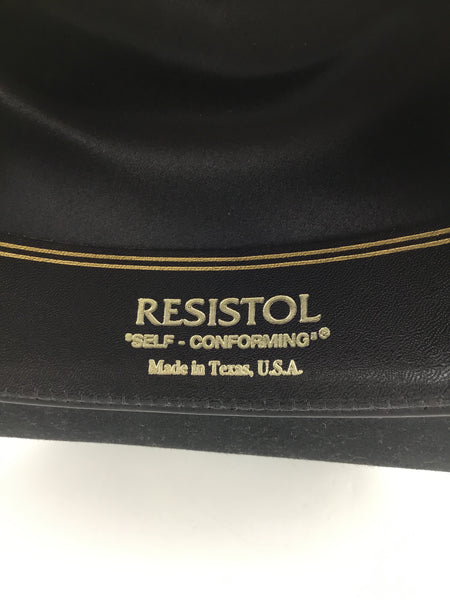 RESISTOL
"SELF - CONFORMING"®
Made in Texas, U.S.A.